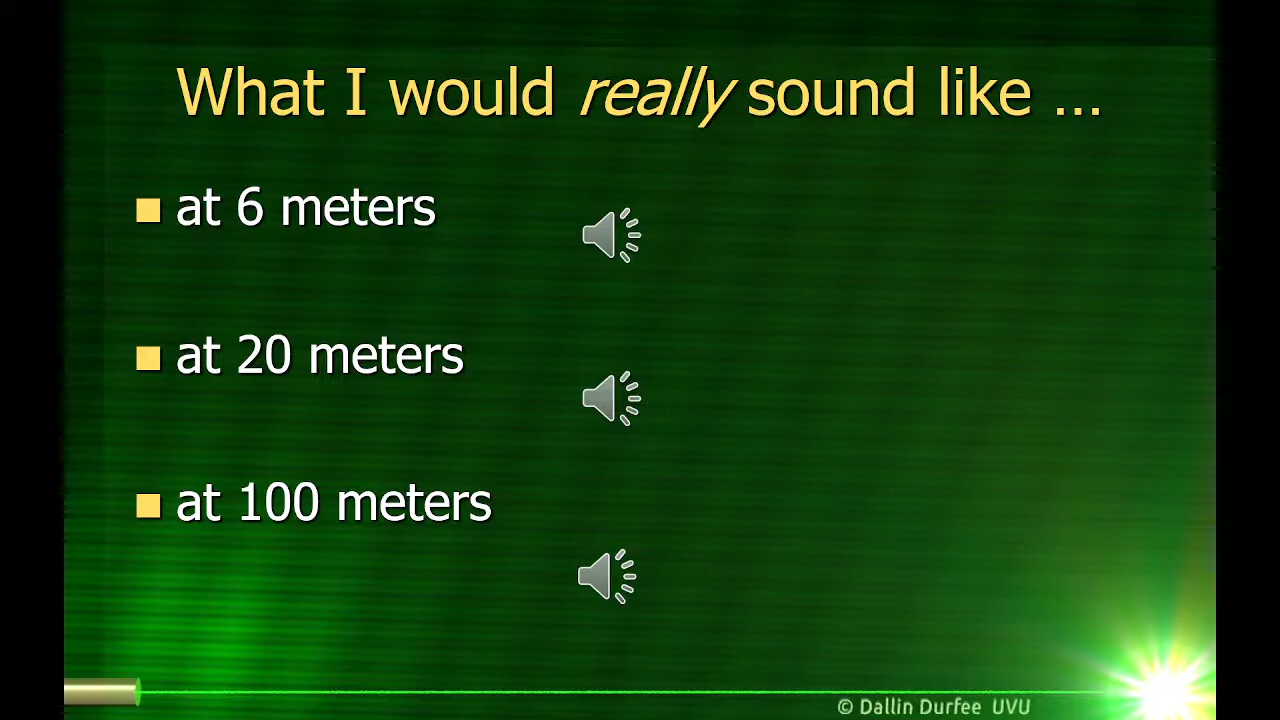 What I would really sound like …
at 6 meters
at 20 meters
at 100 meters
© Dallin Durfee UVU